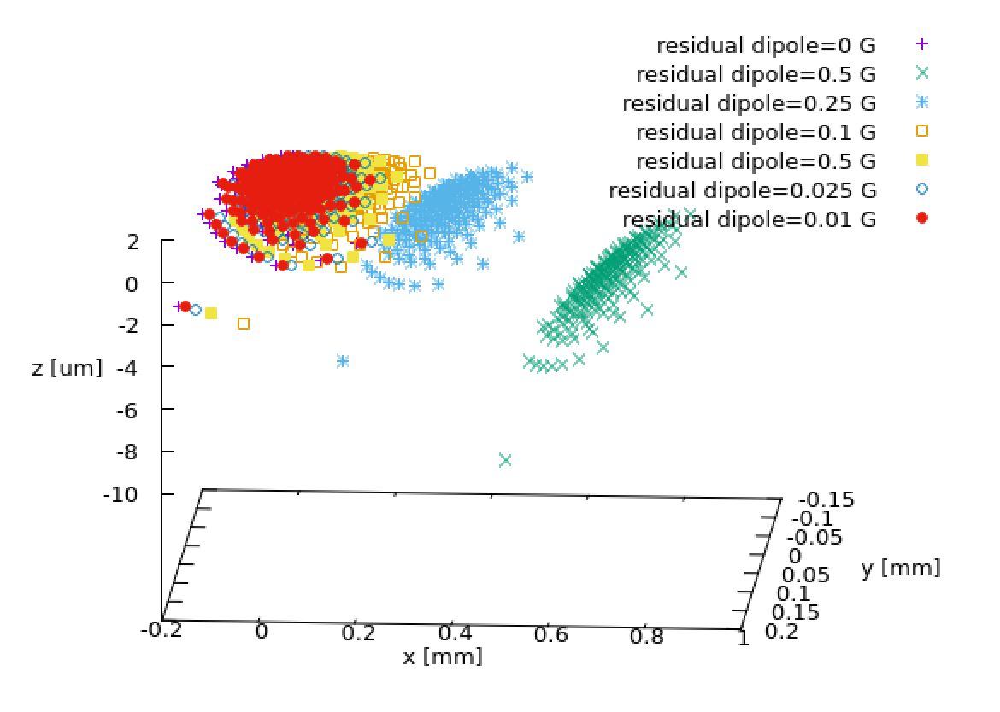 residual dipole=0 G
residual dipole=0.5 G
residual dipole=0.25 G
residual dipole=0.1 G
residual dipole=0.5 G
residual dipole=0.025 G
residual dipole=0.01 G
2
0
-2
z [um] -4
-6
-8
-10
-0.15
-0.1
-0.05
0
y [mm]
0.05
0.1
0.15
0.2
-0.2 0 0.2 0.4 0.6 0.8 1
x [mm]